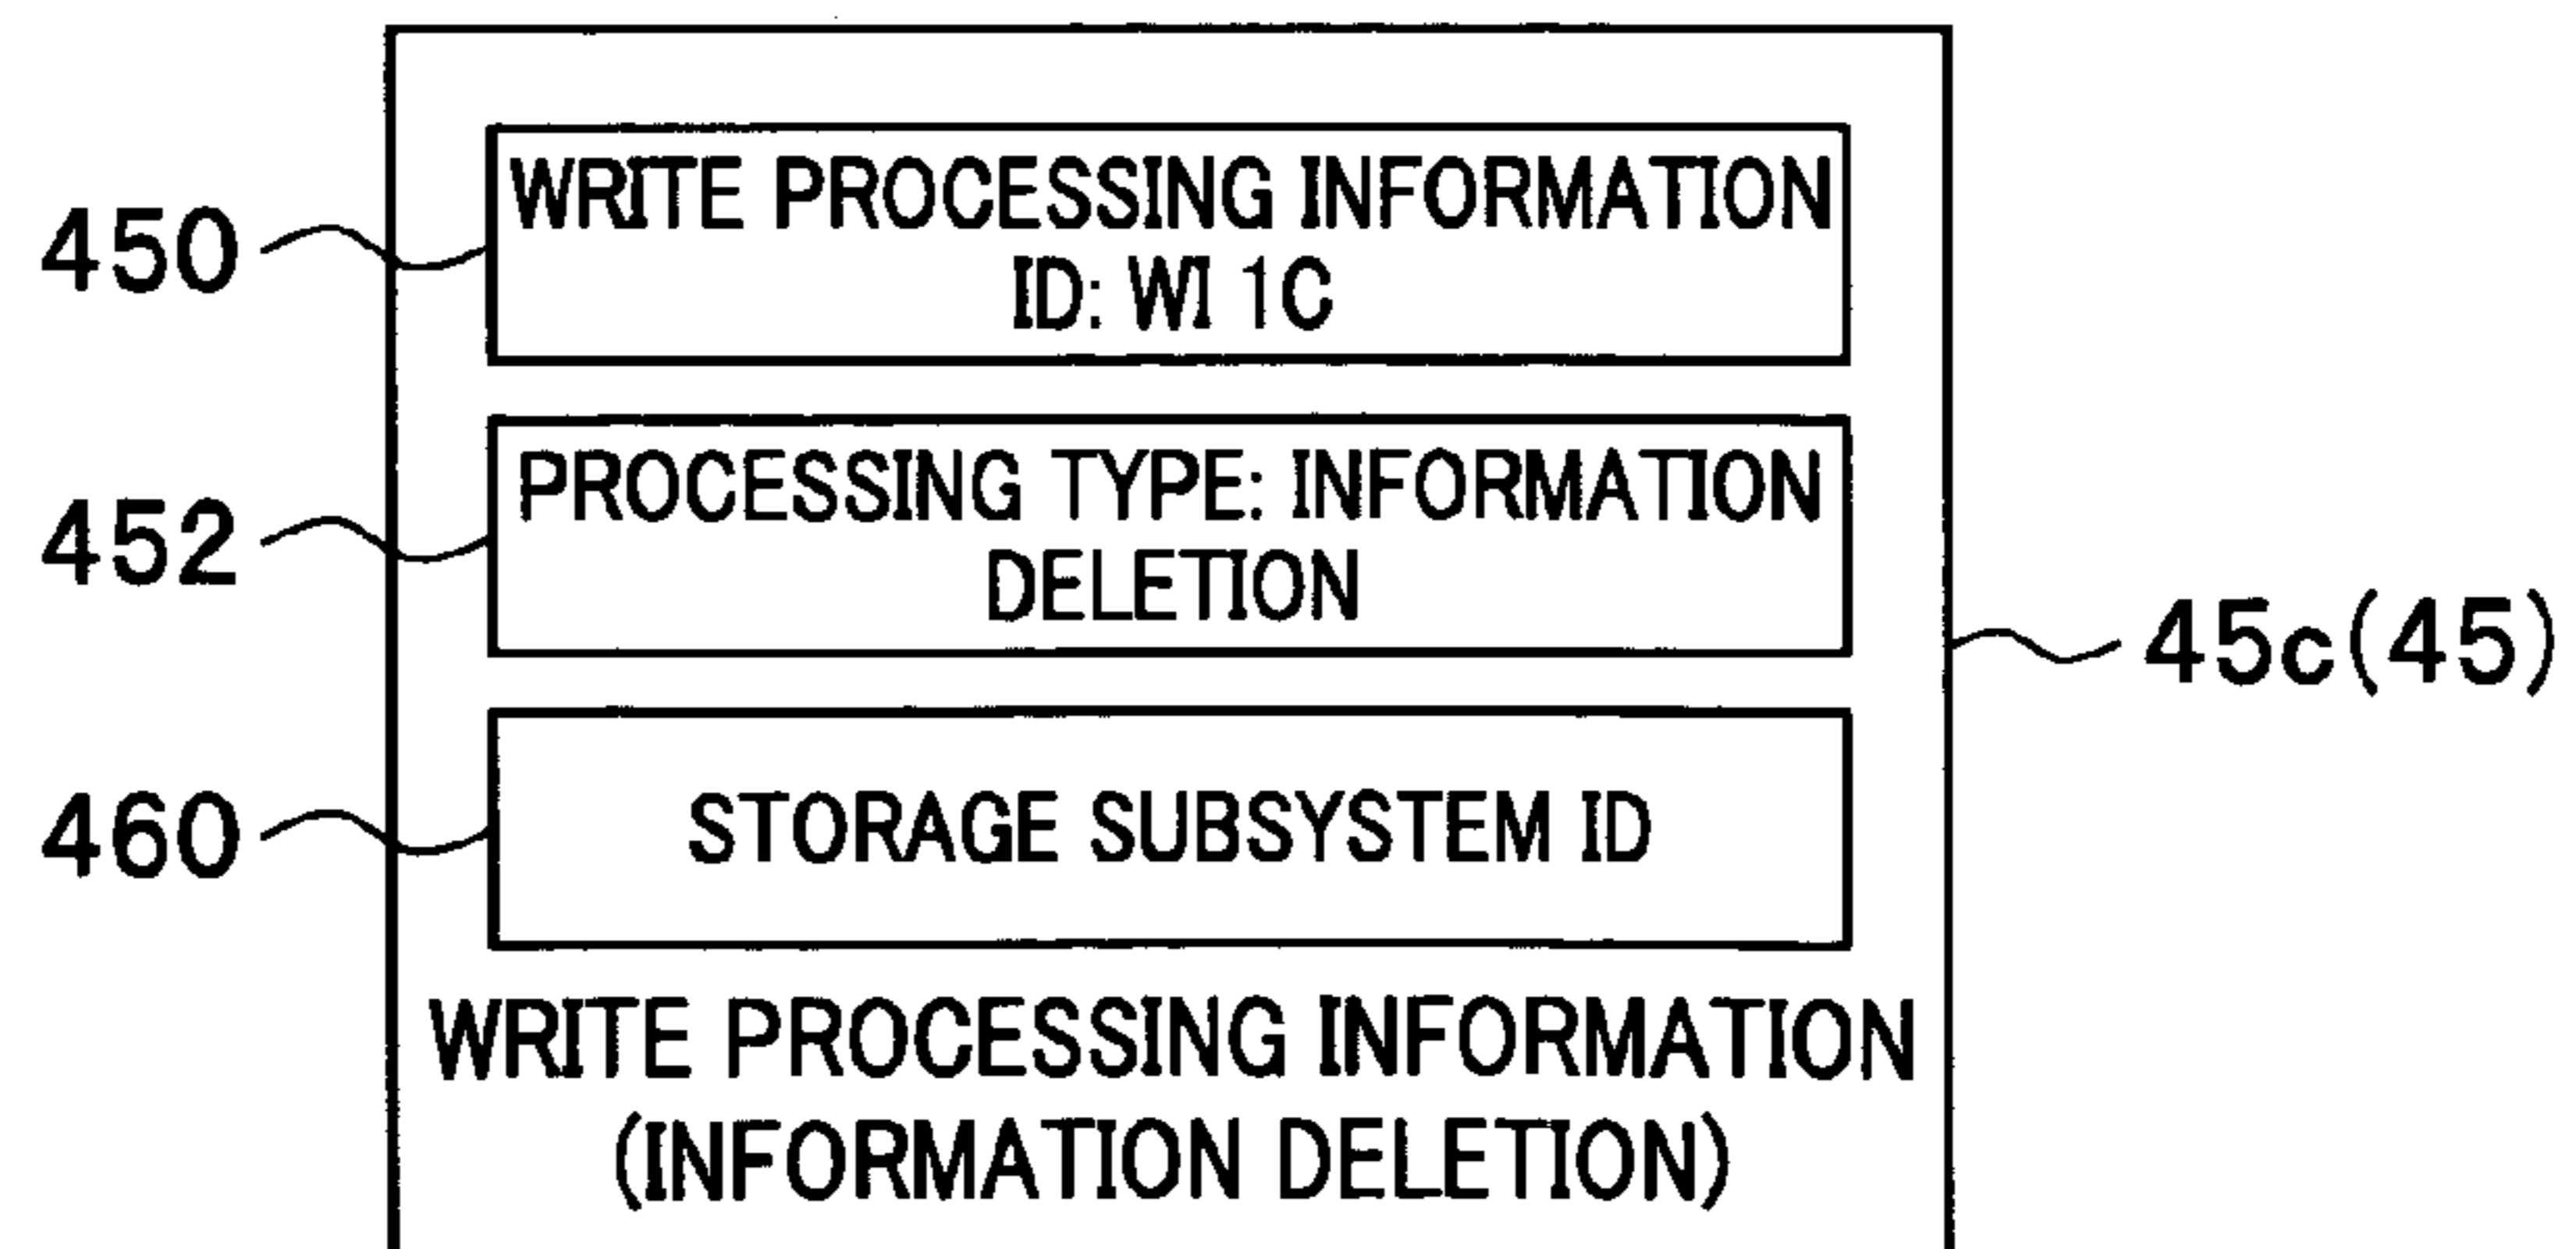 WRITE PROCESSING INFORMATION
450
ID: WI 1C
PROCESSING TYPE: INFORMATION
452
DELETION
45c(45)
460
STORAGE SUBSYSTEM ID
WRITE PROCESSING INFORMATION
(INFORMATION DELETION)